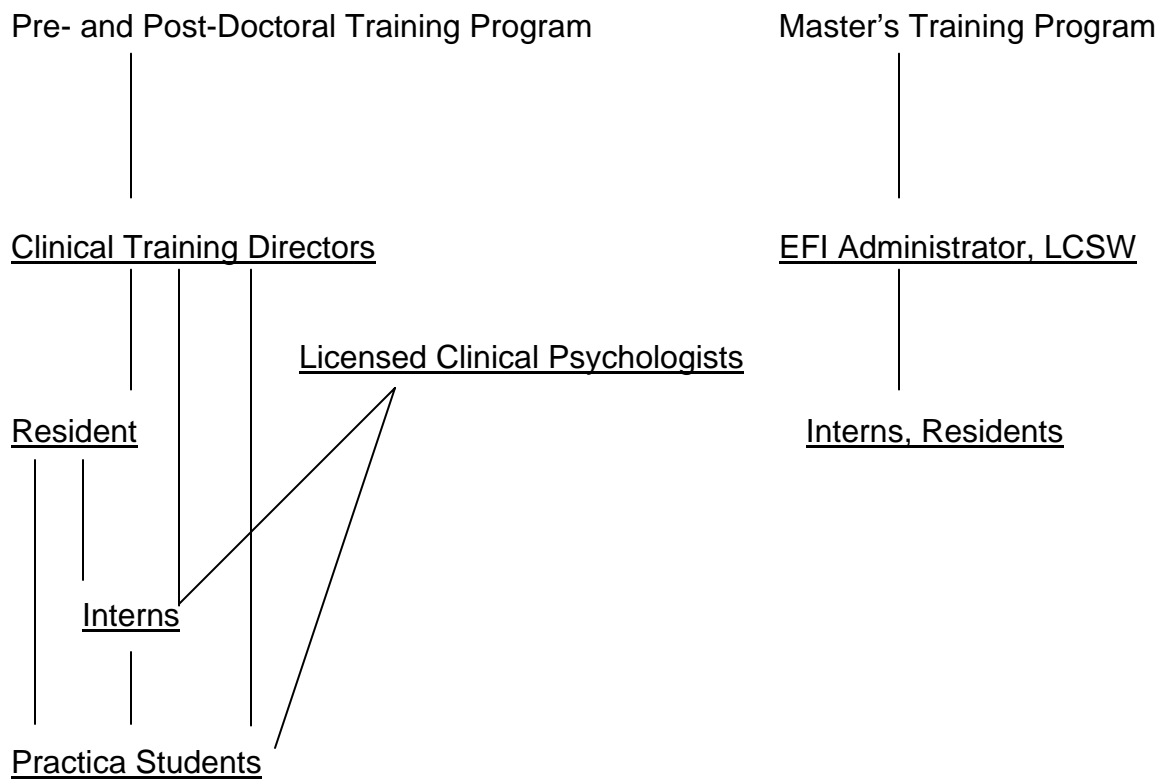 Pre- and Post-Doctoral Training Program
Master’s Training Program
Clinical Training Directors
EFI Administrator, LCSW
Licensed Clinical Psychologists
Resident
Interns, Residents
Interns
Practica Students